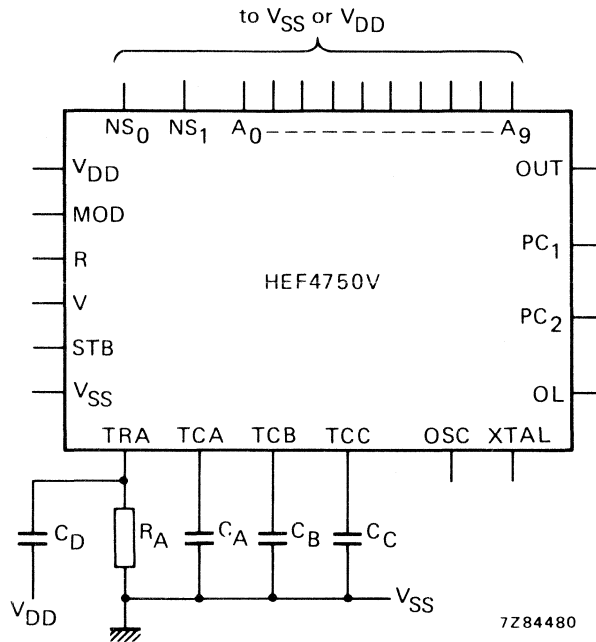 to VSS or VDD
NS0 NS1 A0 ------------- A9
VDD
OUT
MOD
R
PC1
HEF4750V
V
PC2
STB
VSS
OL
TRA TCA TCB TCC OSC XTAL
CD RA CA CB CC
VDD
VSS
7Z84480